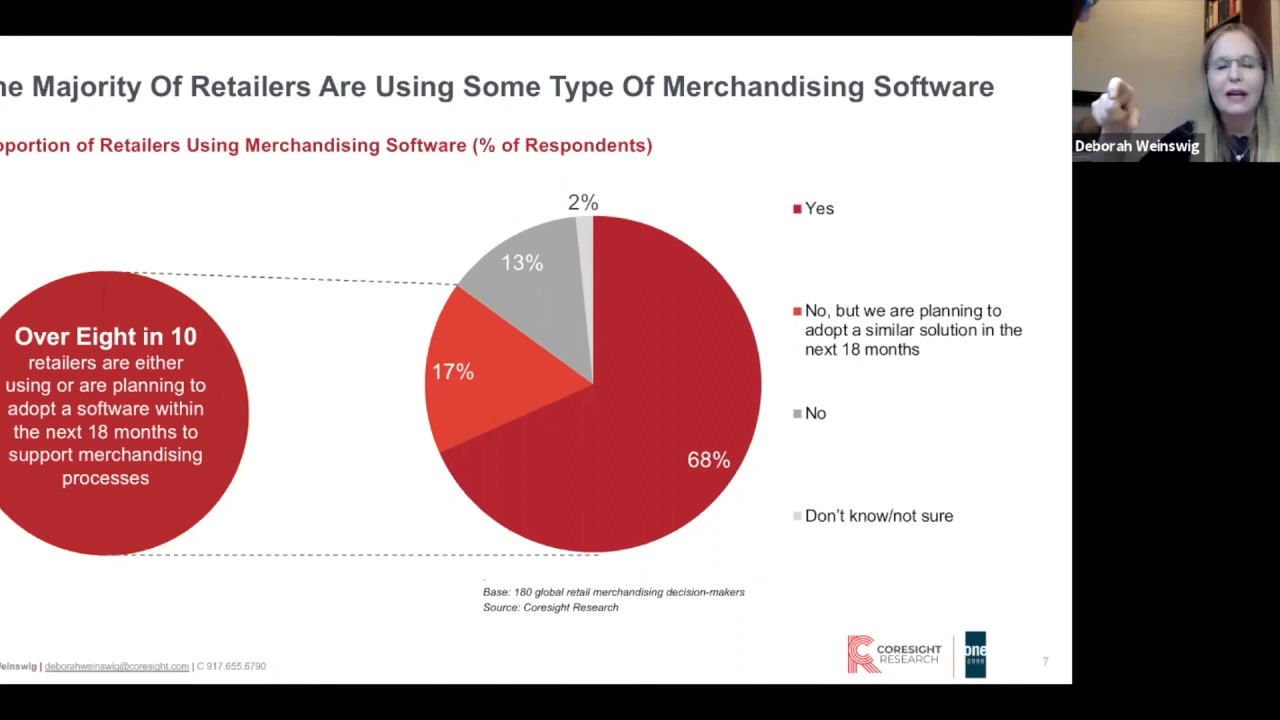 he Majority Of Retailers Are Using Some Type Of Merchandising Software
oportion of Retailers Using Merchandising Software (% of Respondents)
Deborah Weinswig
2%
13%
17%
68%
Over Eight in 10
retailers are either
using or are planning to
adopt a software within
the next 18 months to
support merchandising
processes
Yes
No, but we are planning to
adopt a similar solution in the
next 18 months
No
Don't know/not sure
Base: 180 global retail merchandising decision-makers
Source: Coresight Research
Weinswig | deborahweinswig@coresight.com | C 917.655.6790
CORESIGHT
RESEARCH
one
DOOR
7